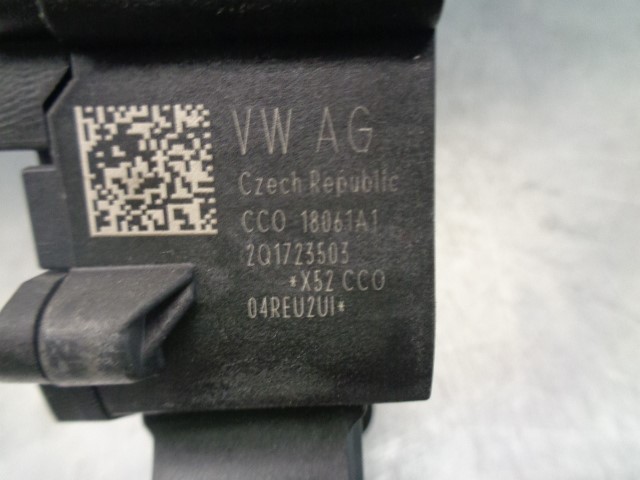 VW AG
Czech Republic
CCO 18061A1
2Q1723503
*X52 CCO
04REU2UI*